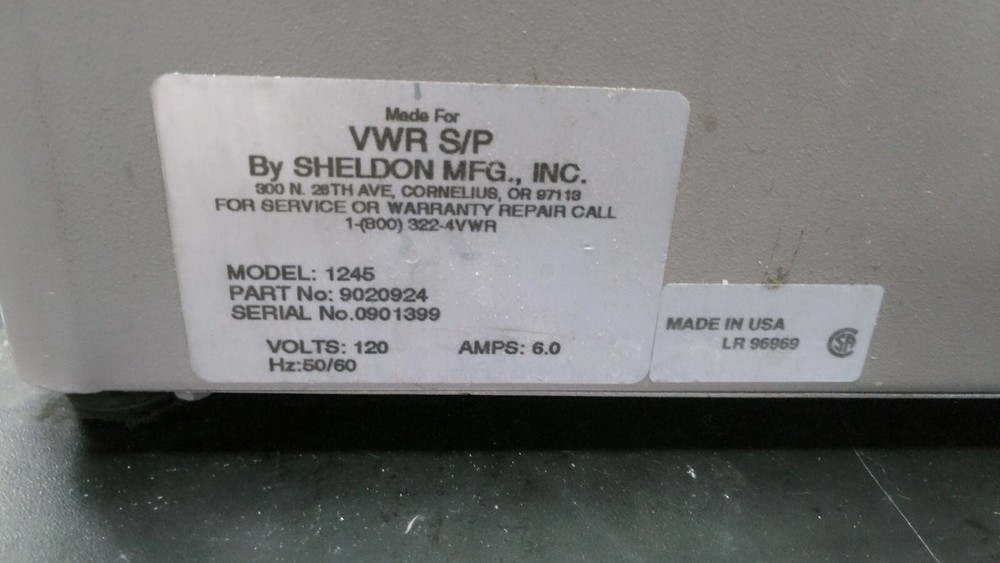 Made For
VWR S/P
By SHELDON MFG., INC.
300 N. 26TH AVE, CORNELIUS, OR 97113
FOR SERVICE OR WARRANTY REPAIR CALL
1-(800) 322-4VWR
MODEL: 1245
PART No: 9020924
SERIAL No.0901399
VOLTS: 120 AMPS: 6.0
Hz:50/60
MADE IN USA
LR 96969
SA